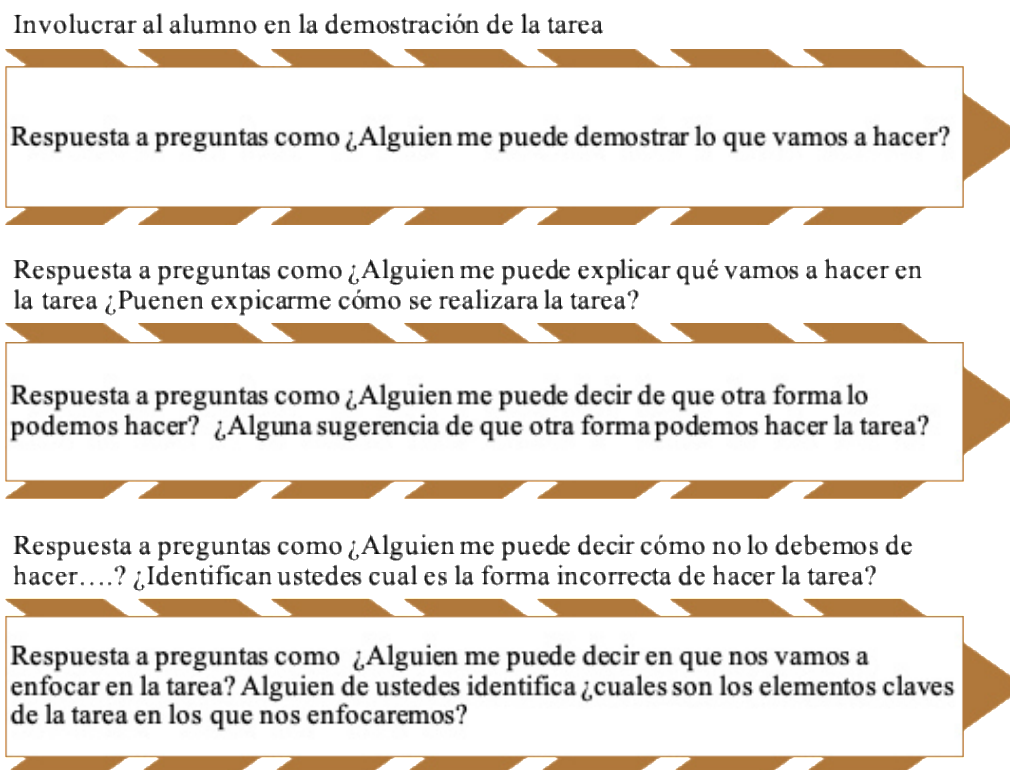 Involucrar al alumno en la demostración de la tarea
Respuesta a preguntas como ¿Alguien me puede demostrar lo que vamos a hacer?
Respuesta a preguntas como ¿Alguien me puede explicar qué vamos a hacer en
la tarea ¿Puenen expicarme cómo se realizara la tarea?
Respuesta a preguntas como ¿Alguien me puede decir de que otra forma lo
podemos hacer? ¿Alguna sugerencia de que otra forma podemos hacer la tarea?
Respuesta a preguntas como ¿Alguien me puede decir cómo no lo debemos de
hacer….? ¿Identifican ustedes cual es la forma incorrecta de hacer la tarea?
Respuesta a preguntas como ¿Alguien me puede decir en que nos vamos a
enfocar en la tarea? Alguien de ustedes identifica ¿cuales son los elementos claves
de la tarea en los que nos enfocaremos?